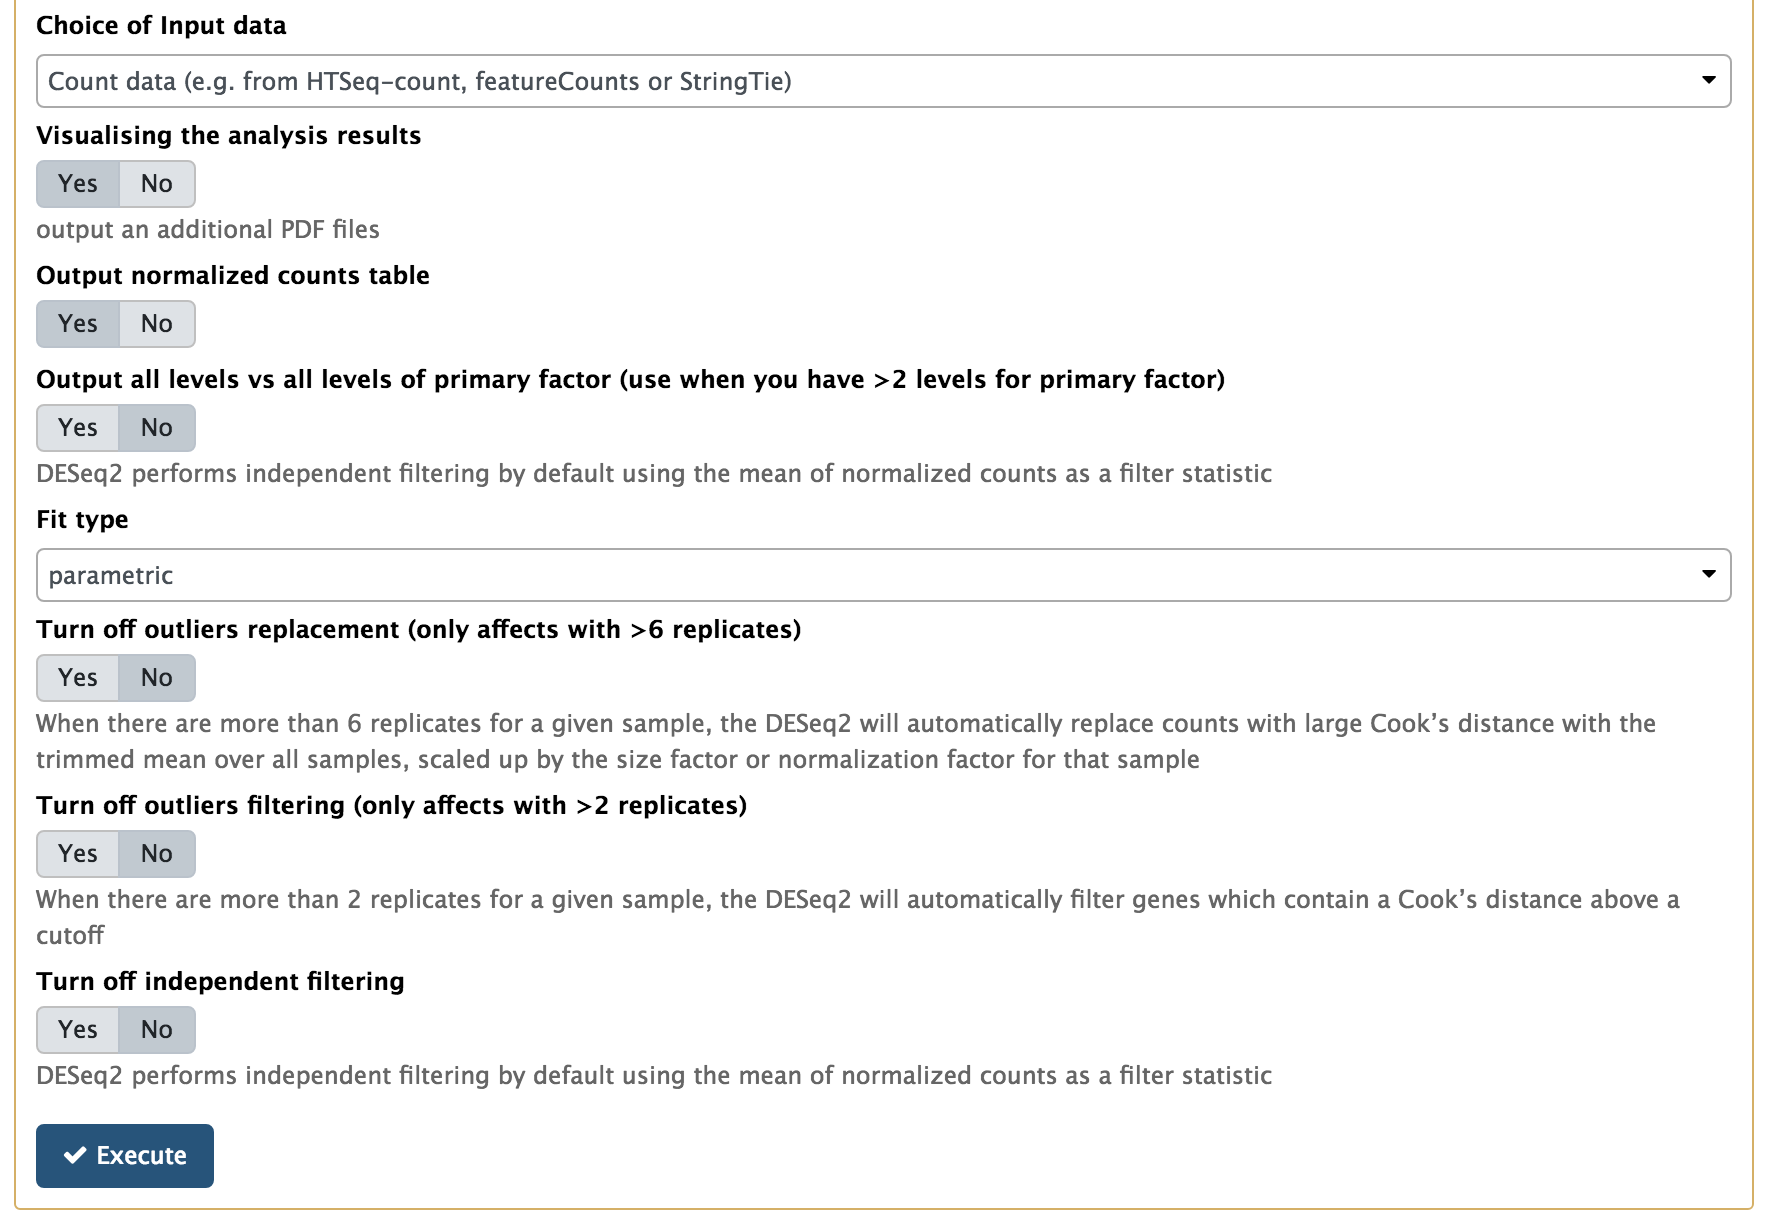 Choice of Input data
Count data (e.g. from HTSeq-count, featureCounts or StringTie)
Visualising the analysis results
Yes No
output an additional PDF files
Output normalized counts table
Yes No
Output all levels vs all levels of primary factor (use when you have >2 levels for primary factor)
Yes No
DESeq2 performs independent filtering by default using the mean of normalized counts as a filter statistic
Fit type
parametric
Turn off outliers replacement (only affects with >6 replicates)
Yes No
When there are more than 6 replicates for a given sample, the DESeq2 will automatically replace counts with large Cook’s distance with the
trimmed mean over all samples, scaled up by the size factor or normalization factor for that sample
Turn off outliers filtering (only affects with >2 replicates)
Yes No
When there are more than 2 replicates for a given sample, the DESeq2 will automatically filter genes which contain a Cook’s distance above a
cutoff
Turn off independent filtering
Yes No
DESeq2 performs independent filtering by default using the mean of normalized counts as a filter statistic
Execute